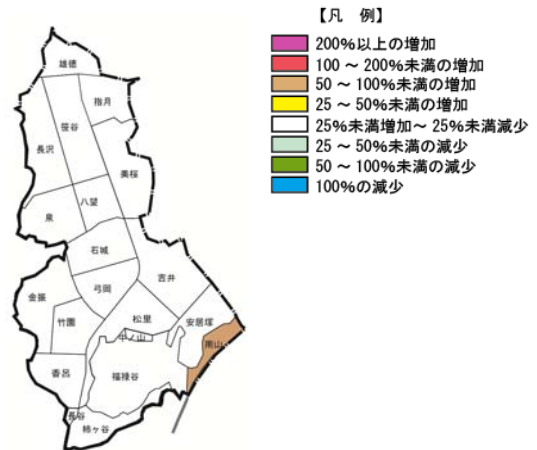 【凡 例】
200%以上の増加
100 ~ 200%未満の増加
50 ~ 100%未満の増加
25 ~ 50%未満の増加
25%未満増加~ 25%未満減少
25 ~ 50%未満の減少
50 ~ 100%未満の減少
100%の減少
雄徳
指月
笹谷
長沢
美桜
八望
泉
石城
吉井
弓岡
金振
竹園
松里
安居塚
中ノ山
南山
香呂
福禄谷
長谷
柿ヶ谷